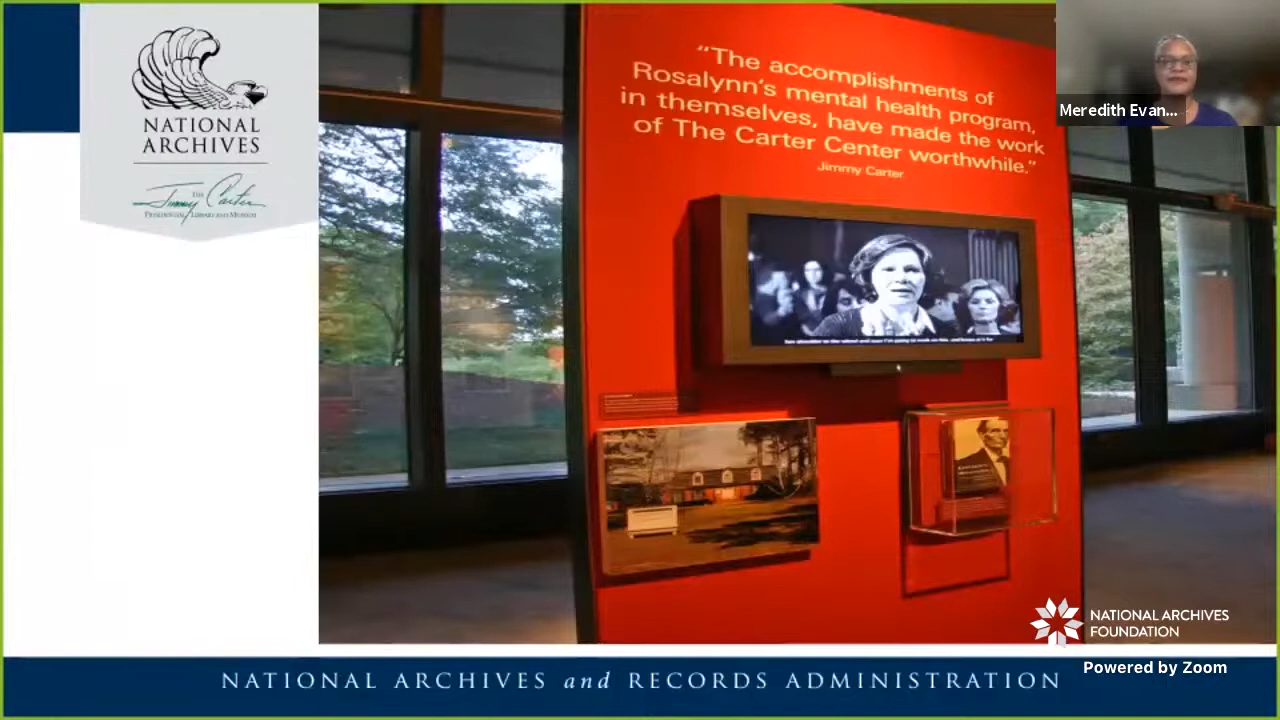 NATIONAL
ARCHIVES
THE
Jimmy Carter
PRESIDENTIAL LIBRARY AND MUSEUM
“The accomplishments of
Rosalynn’s mental health program,
in themselves, have made the work
of The Carter Center worthwhile.”
Jimmy Carter
Meredith Evan...
NATIONAL ARCHIVES
FOUNDATION
Powered by Zoom
NATIONAL ARCHIVES and RECORDS ADMINISTRATION